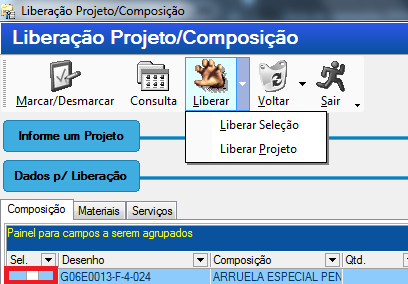 Liberação Projeto/Composição
Liberação Projeto/Composição
Marcar/Desmarcar Consulta Liberar Voltar Sair
Liberar Seleção
Liberar Projeto
Informe um Projeto
Dados p/ Liberação
Composição Materiais Serviços
Painel para campos a serem agrupados
Sel. Desenho Composição Qtd.
G06E0013-F-4-024 ARRUELA ESPECIAL PEN